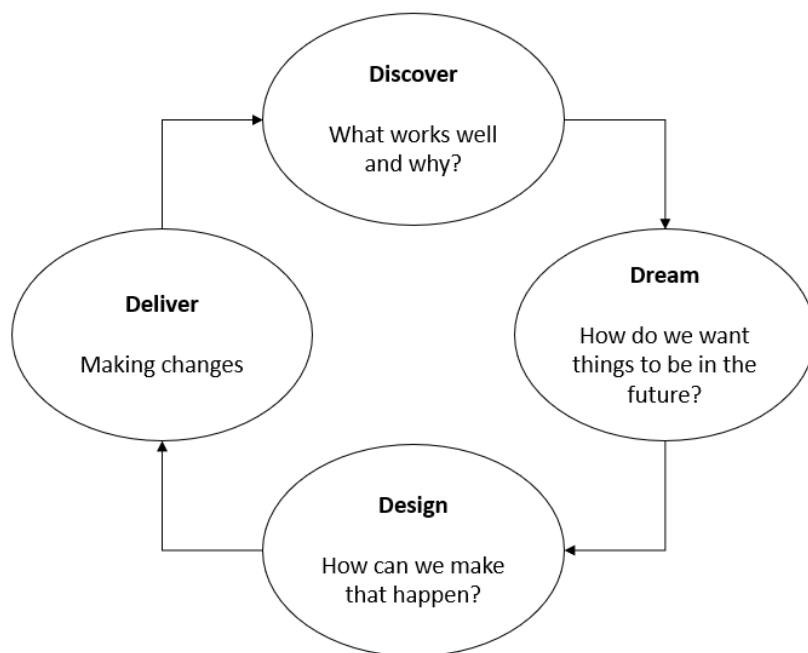 Discover
What works well
and why?
Dream
How do we want
things to be in the
future?
Design
How can we make
that happen?
Deliver
Making changes